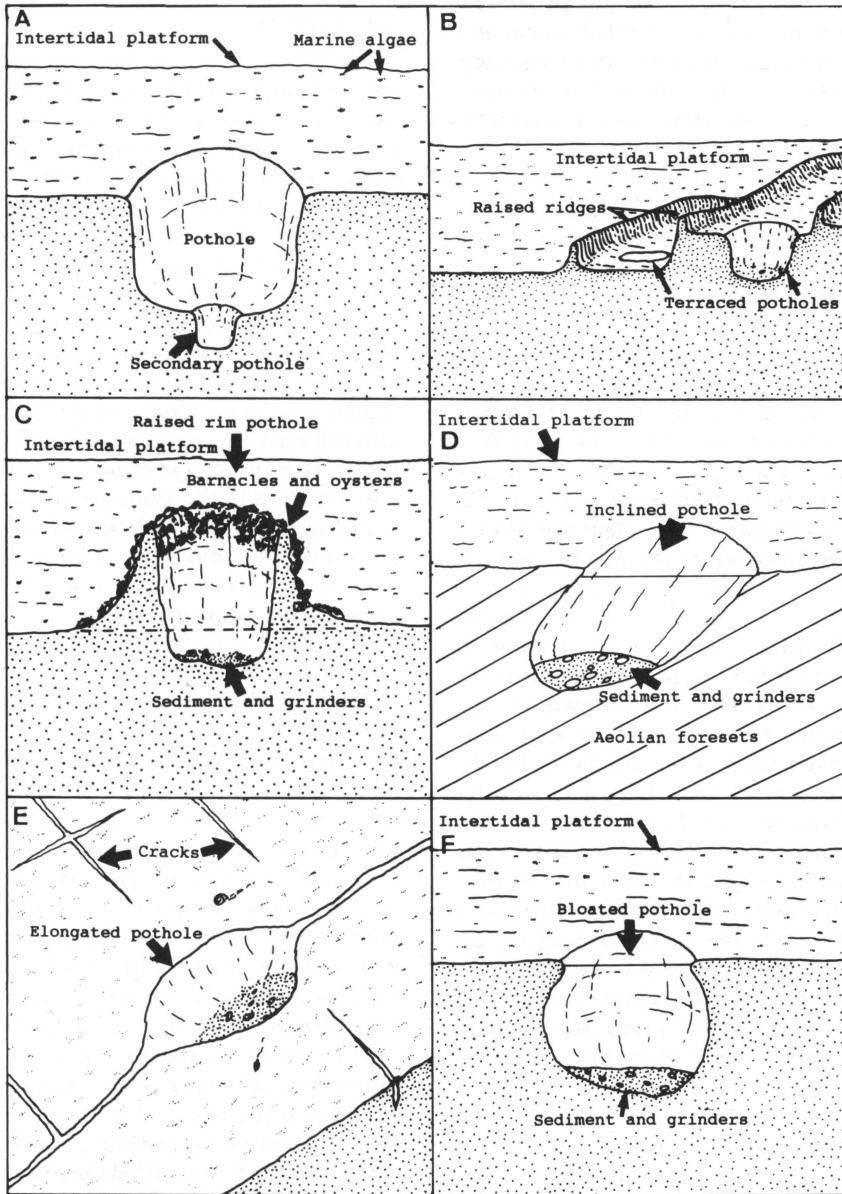 A
Intertidal platform
Marine algae
Pothole
Secondary pothole
B
Intertidal platform
Raised ridges
Terraced potholes
C
Raised rim pothole
Intertidal platform
Barnacles and oysters
Sediment and grinders
Intertidal platform
D
Inclined pothole
Sediment and grinders
Aeolian foresets
E
Cracks
Elongated pothole
Intertidal platform
F
Bloated pothole
Sediment and grinders